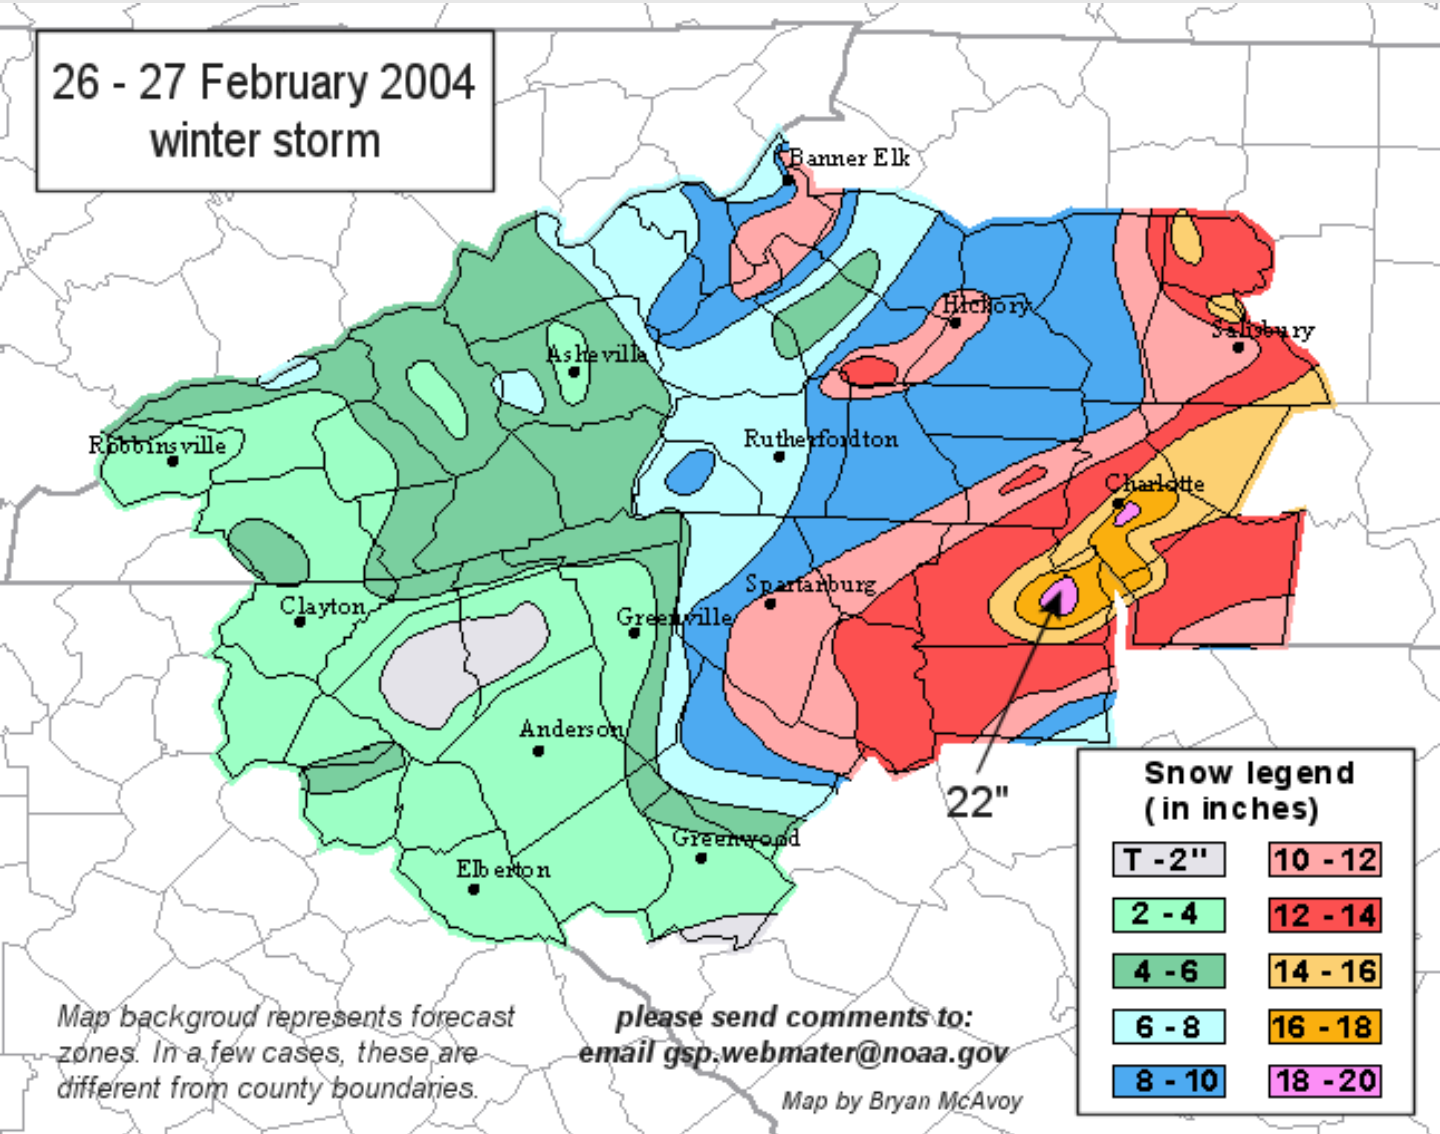 26 - 27 February 2004
winter storm
Banner Elk
Hickory
Salisbury
Asheville
Robbinsville
Rutherfordton
Charlotte
Spartanburg
Clayton
Greenville
Anderson
22"
Greenwood
Elberton
Snow legend
(in inches)
T - 2"
10 - 12
2 - 4
12 - 14
4 - 6
14 - 16
6 - 8
16 - 18
8 - 10
18 - 20
Map backgroud represents forecast
zones. In a few cases, these are
different from county boundaries.
please send comments to:
email gsp.webmater@noaa.gov
Map by Bryan McAvoy